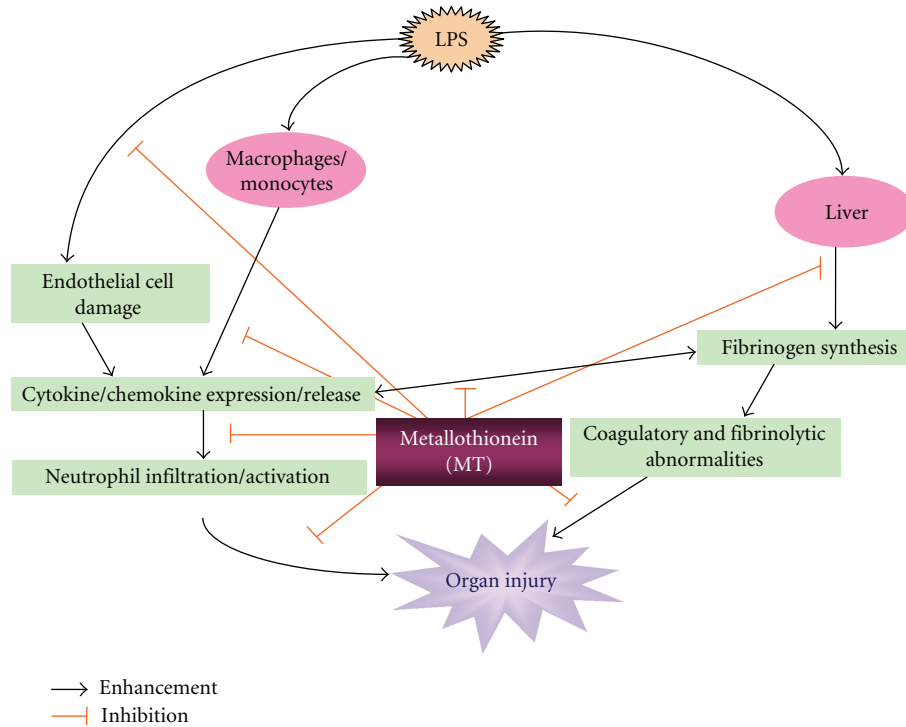 LPS
Macrophages/
monocytes
Liver
Endothelial cell
damage
Fibrinogen synthesis
Cytokine/chemokine expression/release
Metallothionein
(MT)
Coagulatory and fibrinolytic
abnormalities
Neutrophil infiltration/activation
Organ injury
Enhancement
Inhibition